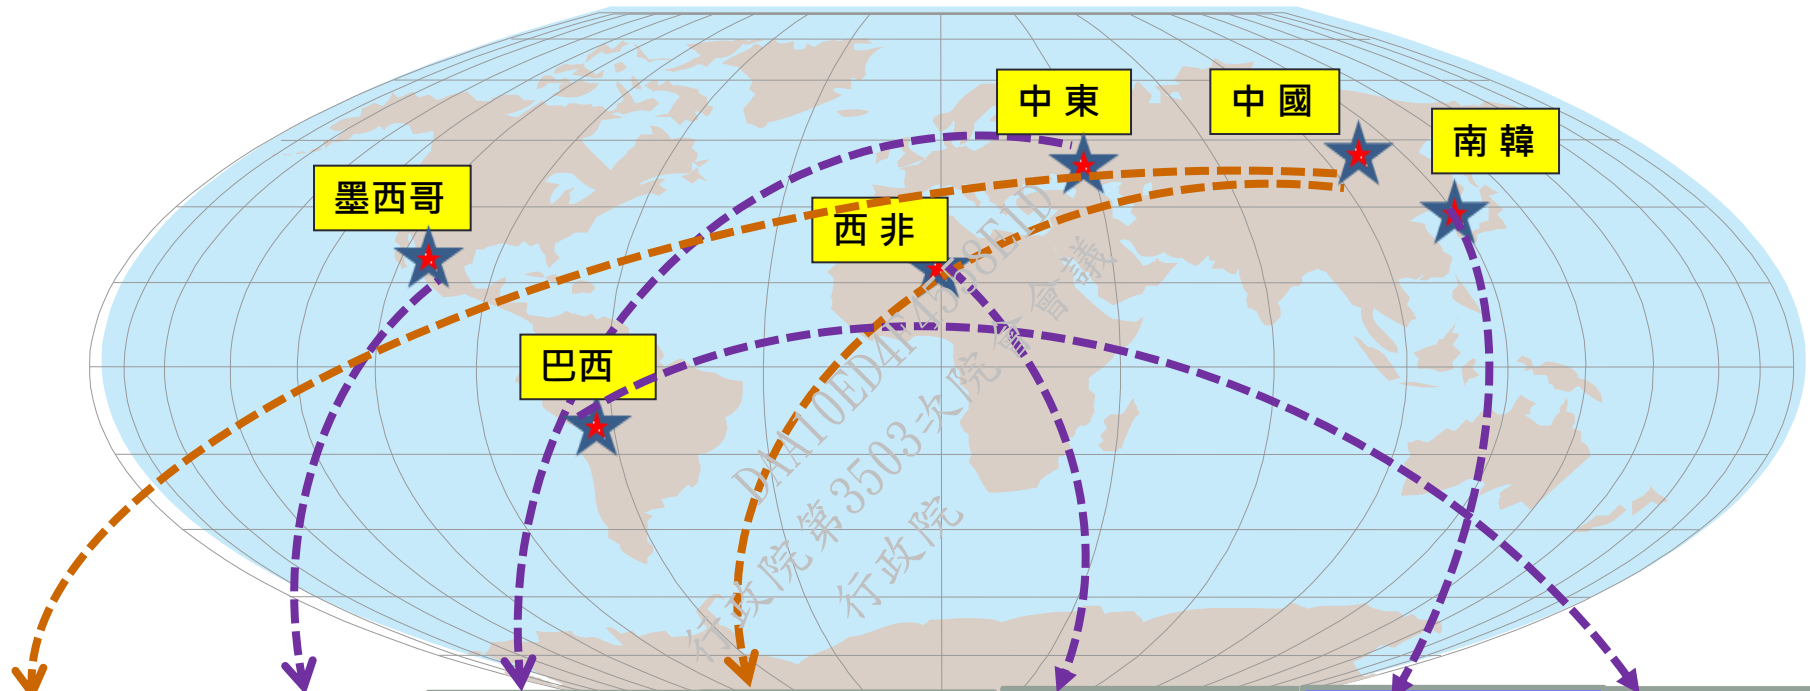 中東
中國
南韓
墨西哥
西非
巴西
DAA10ED4F4598E1D
行政院第3503次院會會議
行政院